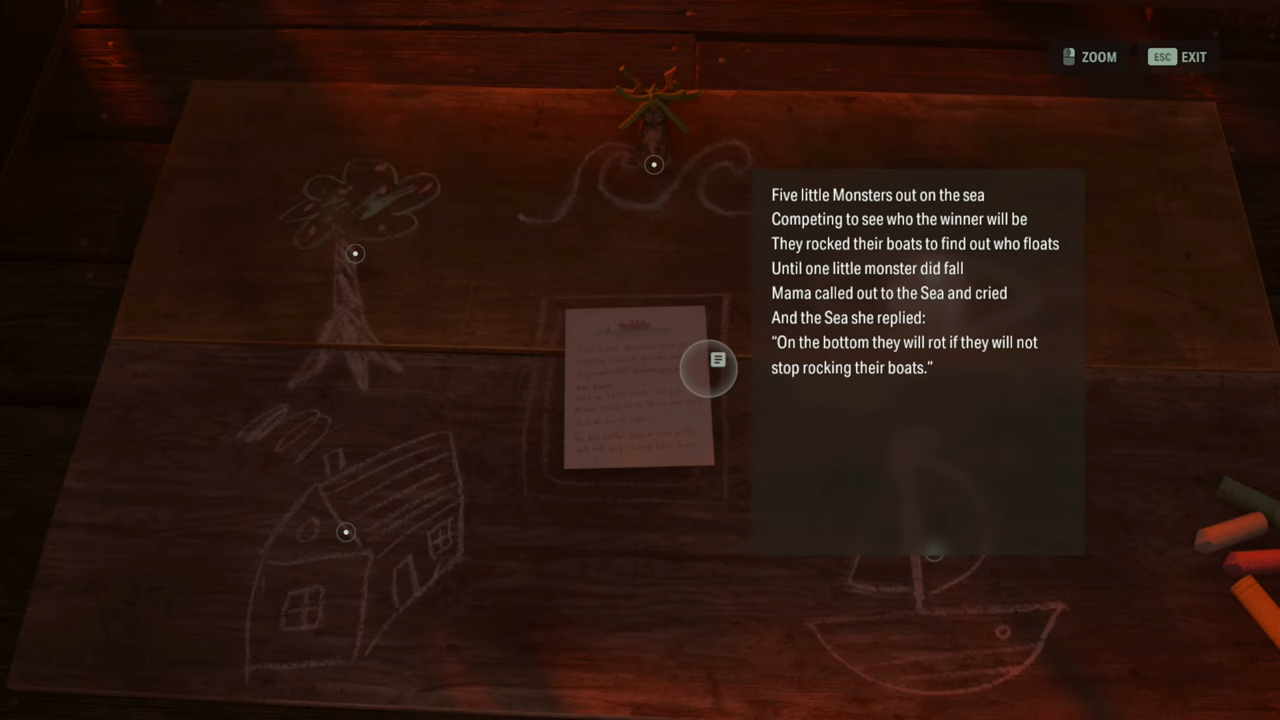 ZOOM
ESC EXIT
Five little Monsters out on the sea
Competing to see who the winner will be
They rocked their boats to find out who floats
Until one little monster did fall
Mama called out to the Sea and cried
And the Sea she replied:
“On the bottom they will rot if they will not
stop rocking their boats.”